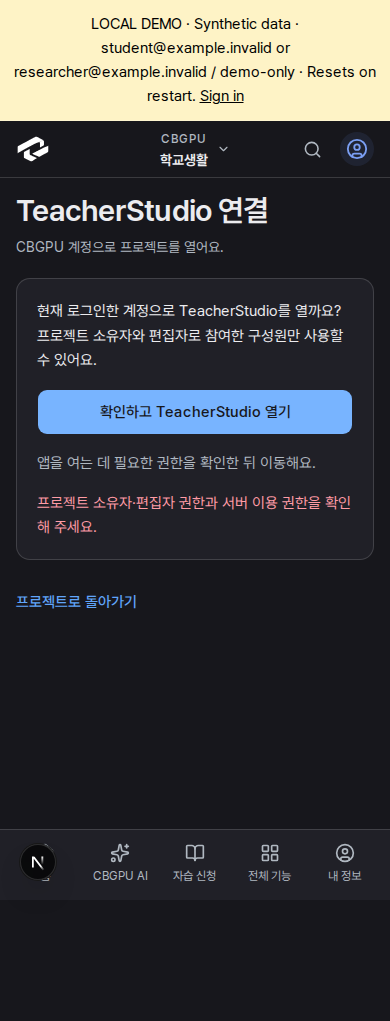 LOCAL DEMO · Synthetic data ·
student@example.invalid or
researcher@example.invalid / demo-only · Resets on
restart. Sign in
CBGPU
학교생활
TeacherStudio 연결
CBGPU 계정으로 프로젝트를 열어요.
현재 로그인한 계정으로 TeacherStudio를 열까요?
프로젝트 소유자와 편집자로 참여한 구성원만 사용할
수 있어요.
확인하고 TeacherStudio 열기
앱을 여는 데 필요한 권한을 확인한 뒤 이동해요.
프로젝트 소유자·편집자 권한과 서버 이용 권한을 확인
해 주세요.
프로젝트로 돌아가기
N
CBGPU AI
자습 신청
전체 기능
내 정보